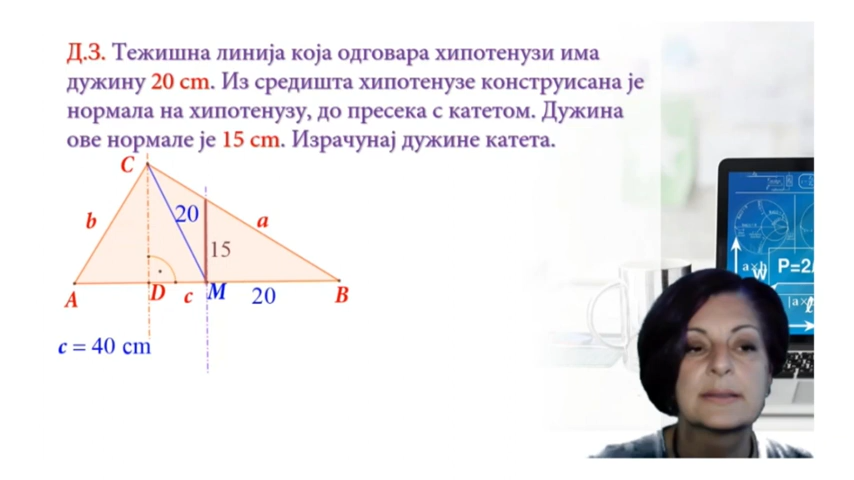 Д.З. Тежишна линија која одговара хипотенузи има
дужину 20 cm. Из средишта хипотенузе конструисана је
нормала на хипотенузу, до пресека с катетом. Дужина
ове нормале је 15 cm. Израчунај дужине катета.
C
b
20
a
15
A
D
c
M
20
B
c = 40 cm
P=2